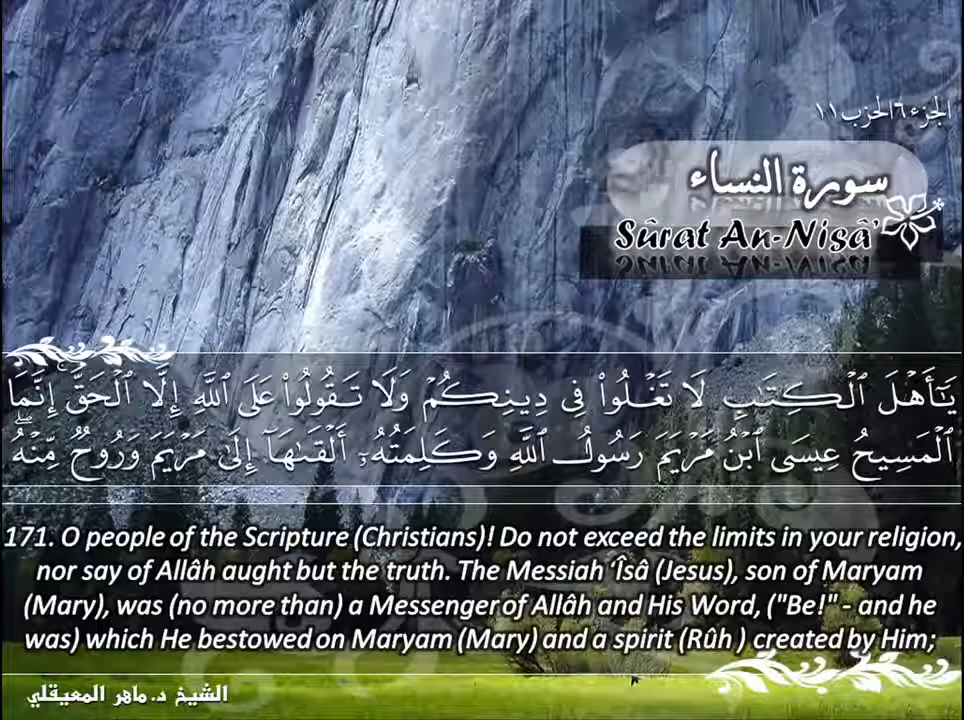 الجزء ٦ الحزب ١١
سورة النساء
Sûrat An-Nisâ'
يَٰٓأَهْلَ ٱلْكِتَٰبِ لَا تَغْلُوا۟ فِى دِينِكُمْ وَلَا تَقُولُوا۟ عَلَى ٱللَّهِ إِلَّا ٱلْحَقَّ ۚ إِنَّمَا
ٱلْمَسِيحُ عِيسَى ٱبْنُ مَرْيَمَ رَسُولُ ٱللَّهِ وَكَلِمَتُهُۥٓ أَلْقَىٰهَآ إِلَىٰ مَرْيَمَ وَرُوحٌ مِّنْهُ ۖ
171. O people of the Scripture (Christians)! Do not exceed the limits in your religion,
nor say of Allâh aught but the truth. The Messiah ‘Îsâ (Jesus), son of Maryam
(Mary), was (no more than) a Messenger of Allâh and His Word, ("Be!" - and he
was) which He bestowed on Maryam (Mary) and a spirit (Rûh ) created by Him;
الشيخ د. ماهر المعيقلي